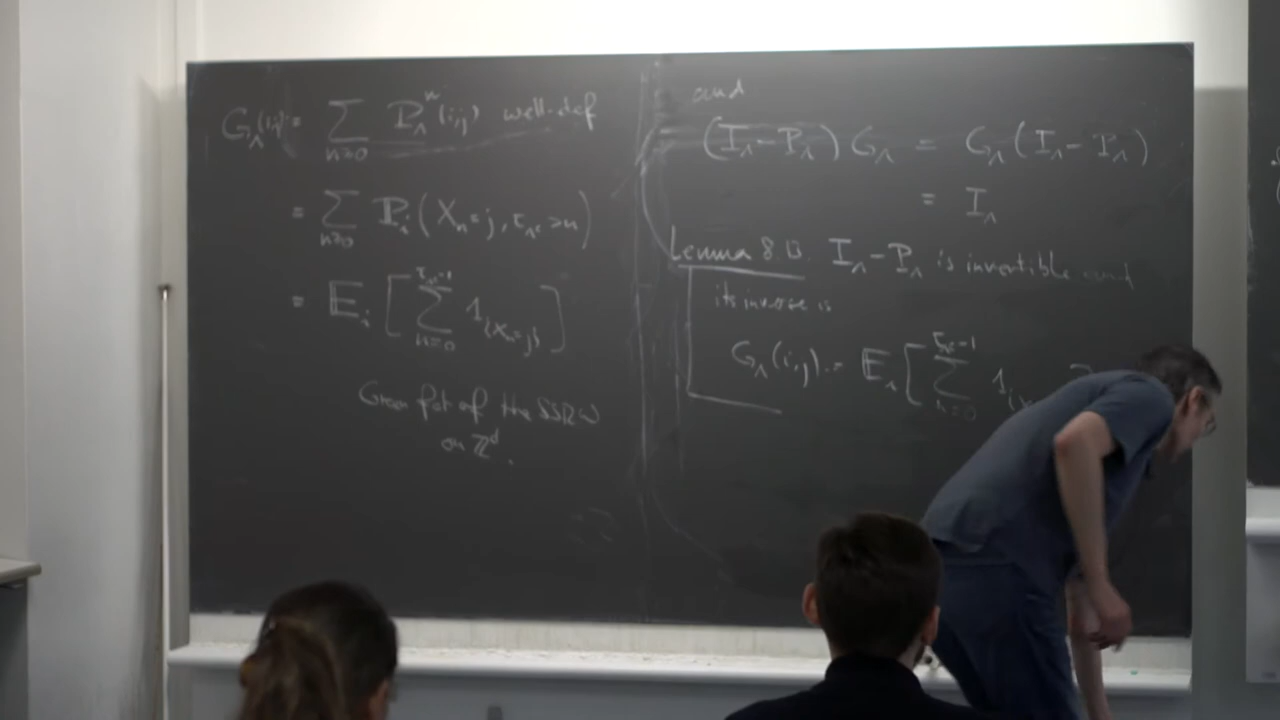 G_Λ(i,j) = ∑_{n≥0} P_Λ^n(i,j) well-def
= ∑_{n≥0} P_i(X_n = j, τ_{Λ^c} > n)
= E_i [ ∑_{n=0}^{τ_{Λ^c}-1} 1_{{X_n=j}} ]
Green fct of the SSRW
on Z^d.
and
(I_Λ - P_Λ) G_Λ = G_Λ (I_Λ - P_Λ)
= I_Λ
Lemma 8.13. I_Λ - P_Λ is invertible and
its inverse is
G_Λ(i,j) = E_i [ ∑_{n=0}^{τ_{Λ^c}-1} 1